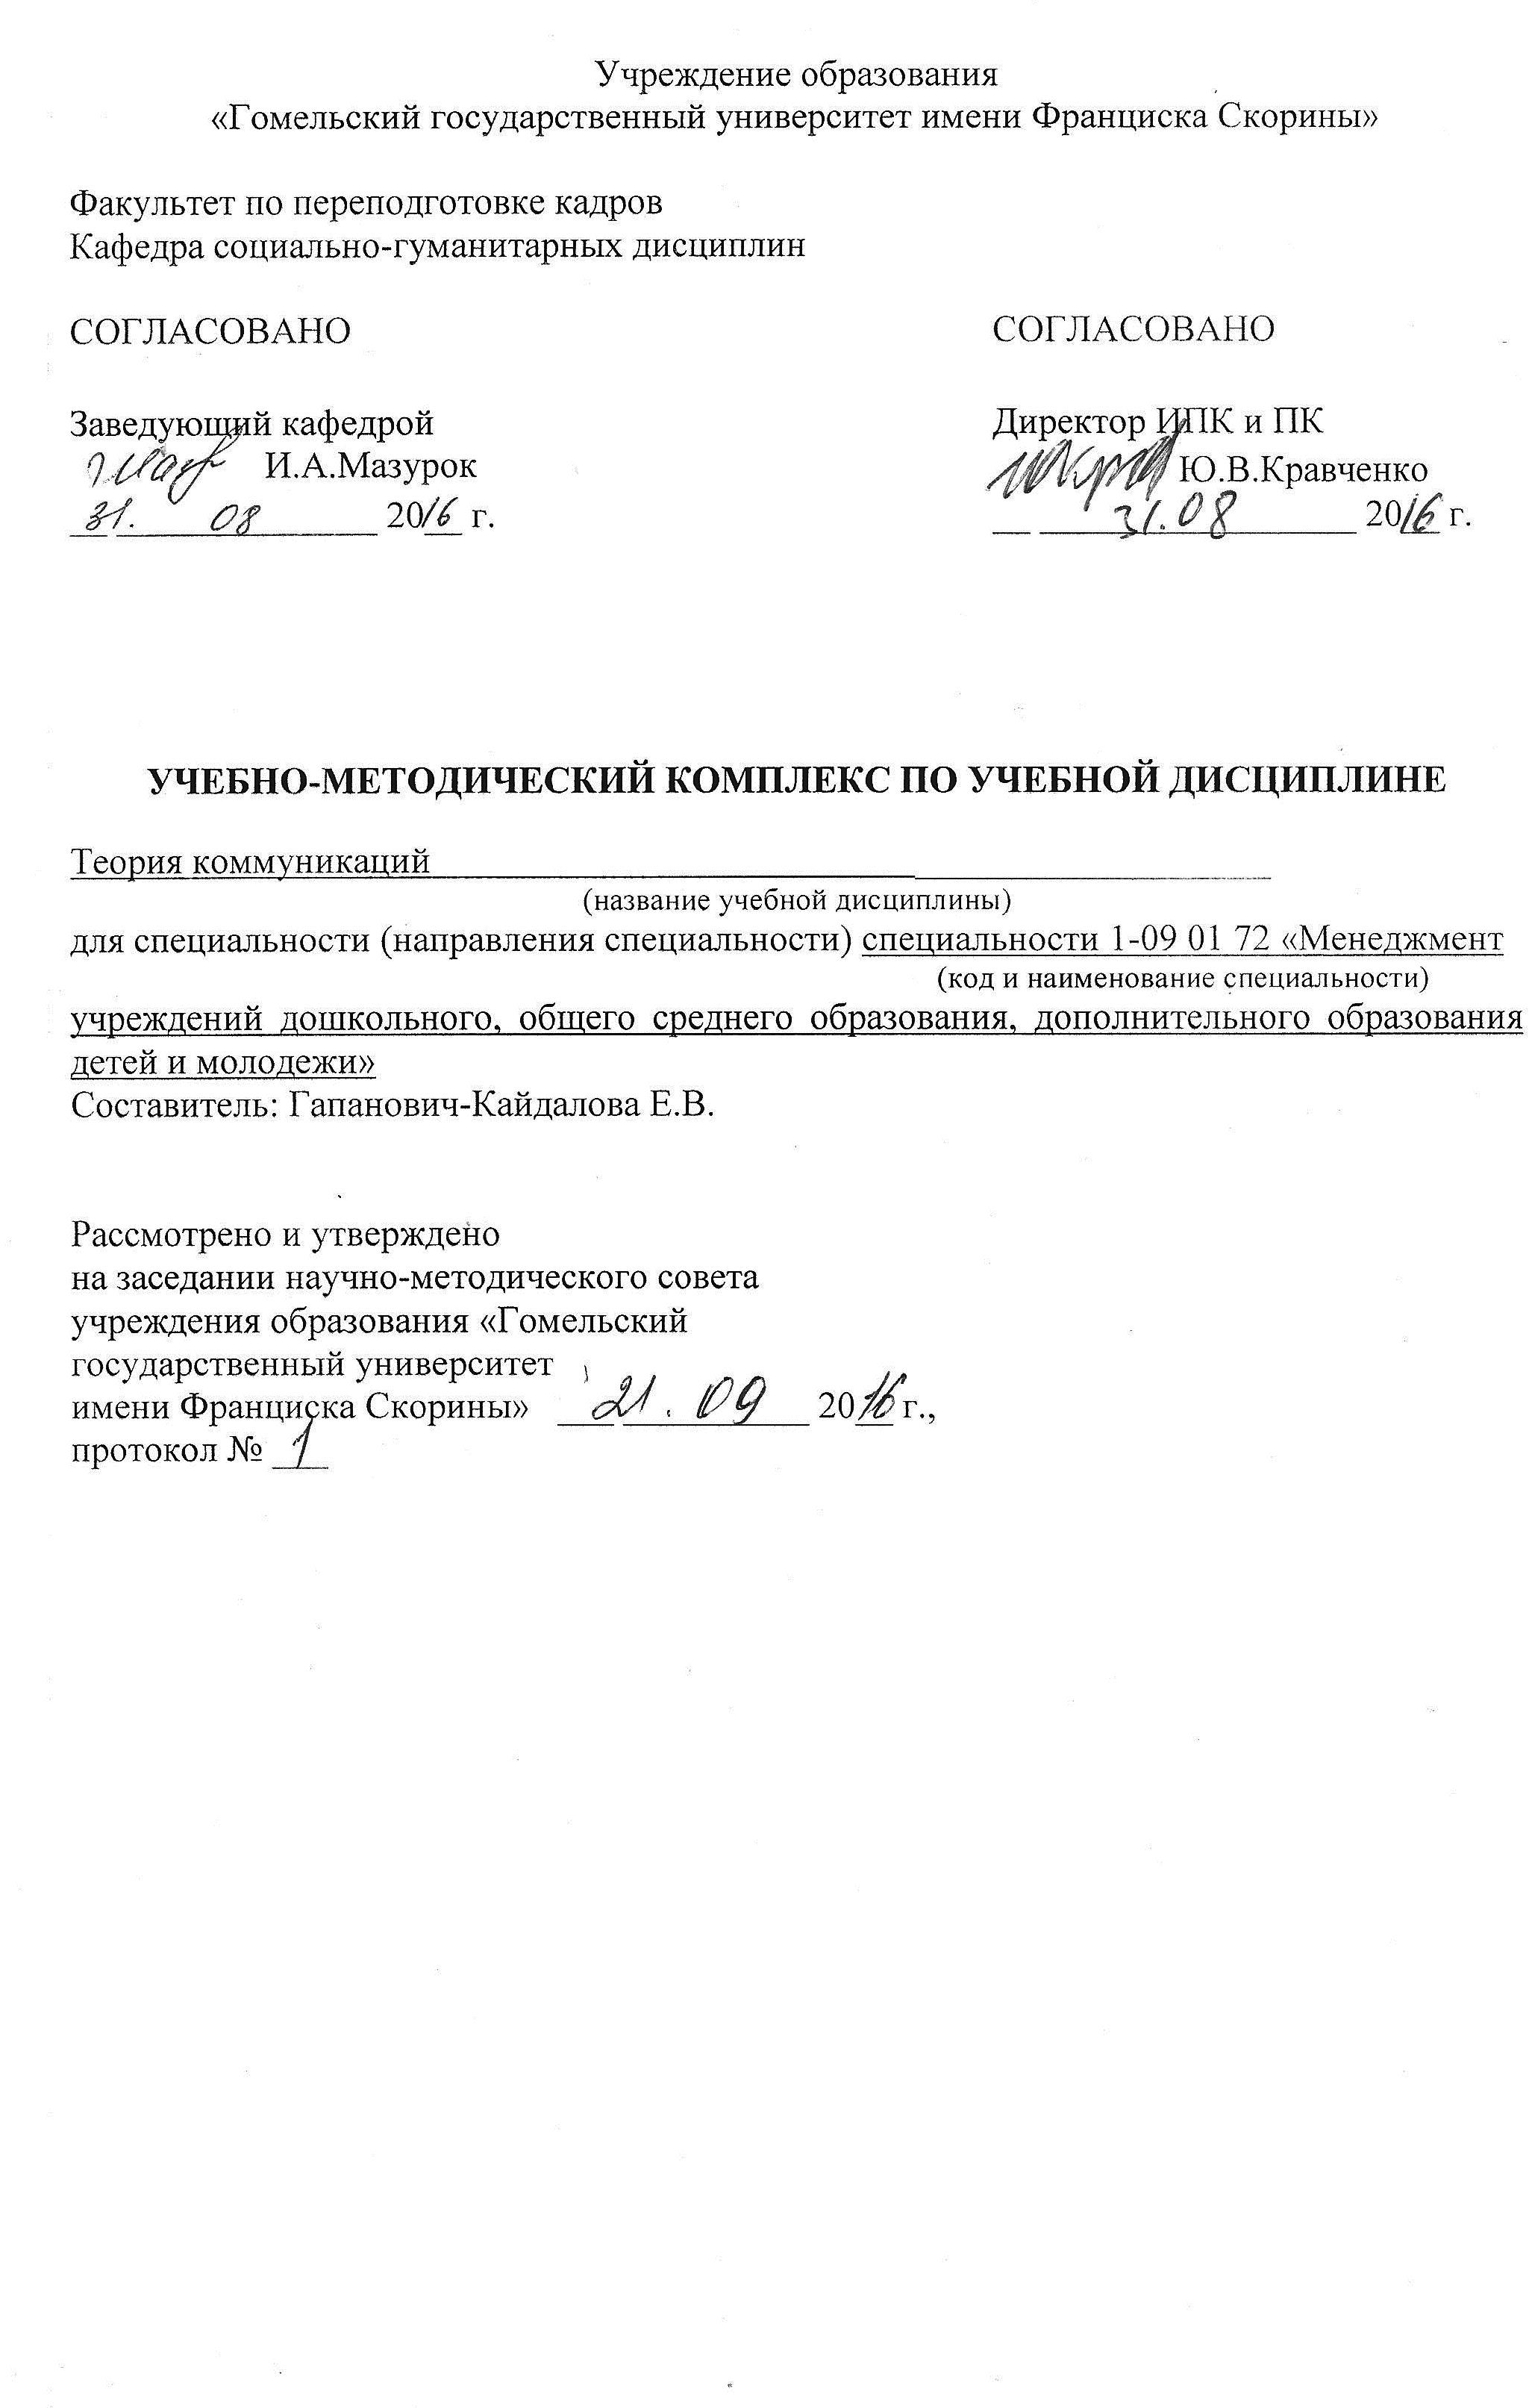 Учреждение образования
«Гомельский государственный университет имени Франциска Скорины»
Факультет по переподготовке кадров
Кафедра социально-гуманитарных дисциплин
СОГЛАСОВАНО
Заведующий кафедрой
И.А.Мазурок
31. 08 2016 г.
СОГЛАСОВАНО
Директор ИПК и ПК
Ю.В.Кравченко
31.08 2016 г.
УЧЕБНО-МЕТОДИЧЕСКИЙ КОМПЛЕКС ПО УЧЕБНОЙ ДИСЦИПЛИНЕ
Теория коммуникаций
(название учебной дисциплины)
для специальности (направления специальности) специальности 1-09 01 72 «Менеджмент
(код и наименование специальности)
учреждений дошкольного, общего среднего образования, дополнительного образования
детей и молодежи»
Составитель: Гапанович-Кайдалова Е.В.
Рассмотрено и утверждено
на заседании научно-методического совета
учреждения образования «Гомельский
государственный университет
имени Франциска Скорины» 21. 09 2016 г.,
протокол № 1